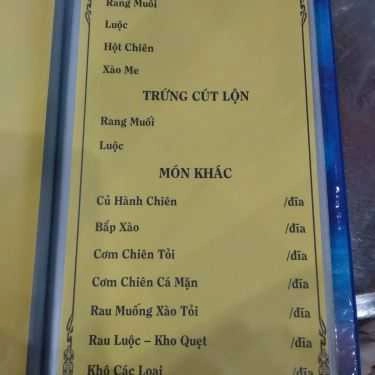 Rang Muối
Luộc
Hột Chiên
Xào Me
TRỨNG CÚT LỘN
Rang Muối
Luộc
MÓN KHÁC
Củ Hành Chiên /đĩa
Bắp Xào /đĩa
Cơm Chiên Tỏi /đĩa
Cơm Chiên Cá Mặn /đĩa
Rau Muống Xào Tỏi /đĩa
Rau Luộc – Kho Quẹt /đĩa
Khô Các Loại /đĩa